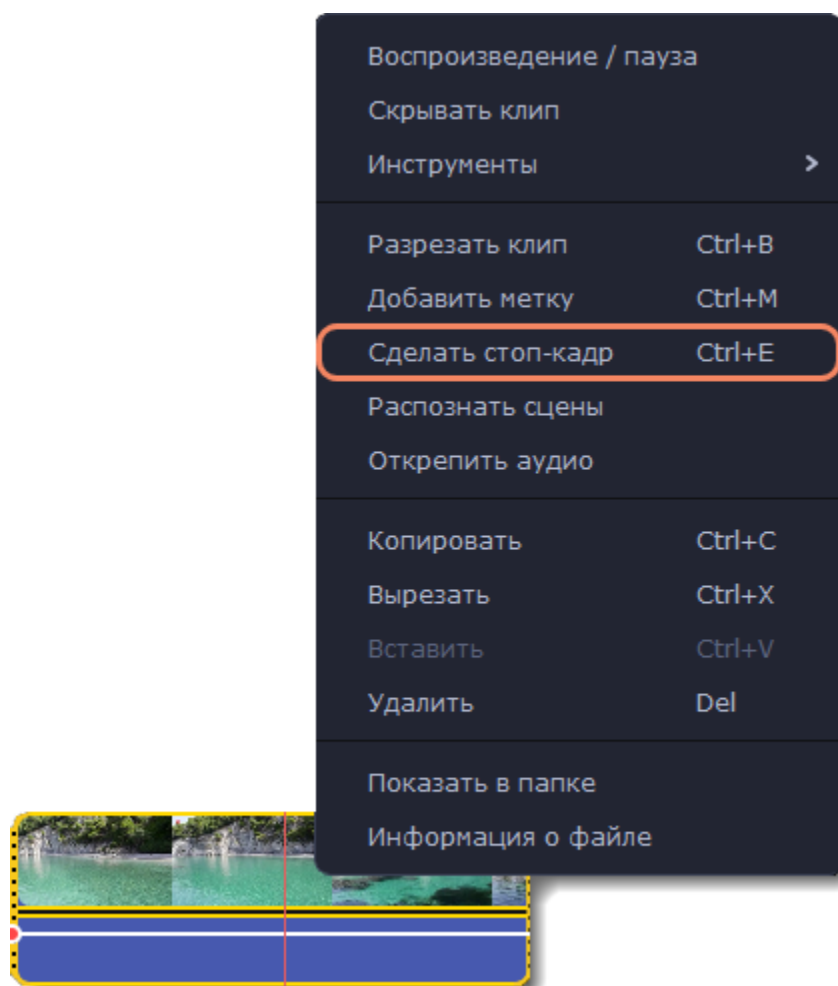 Воспроизведение / пауза
Скрывать клип
Инструменты
Разрезать клип Ctrl+B
Добавить метку Ctrl+M
Сделать стоп-кадр Ctrl+E
Распознать сцены
Открепить аудио
Копировать Ctrl+C
Вырезать Ctrl+X
Вставить Ctrl+V
Удалить Del
Показать в папке
Информация о файле